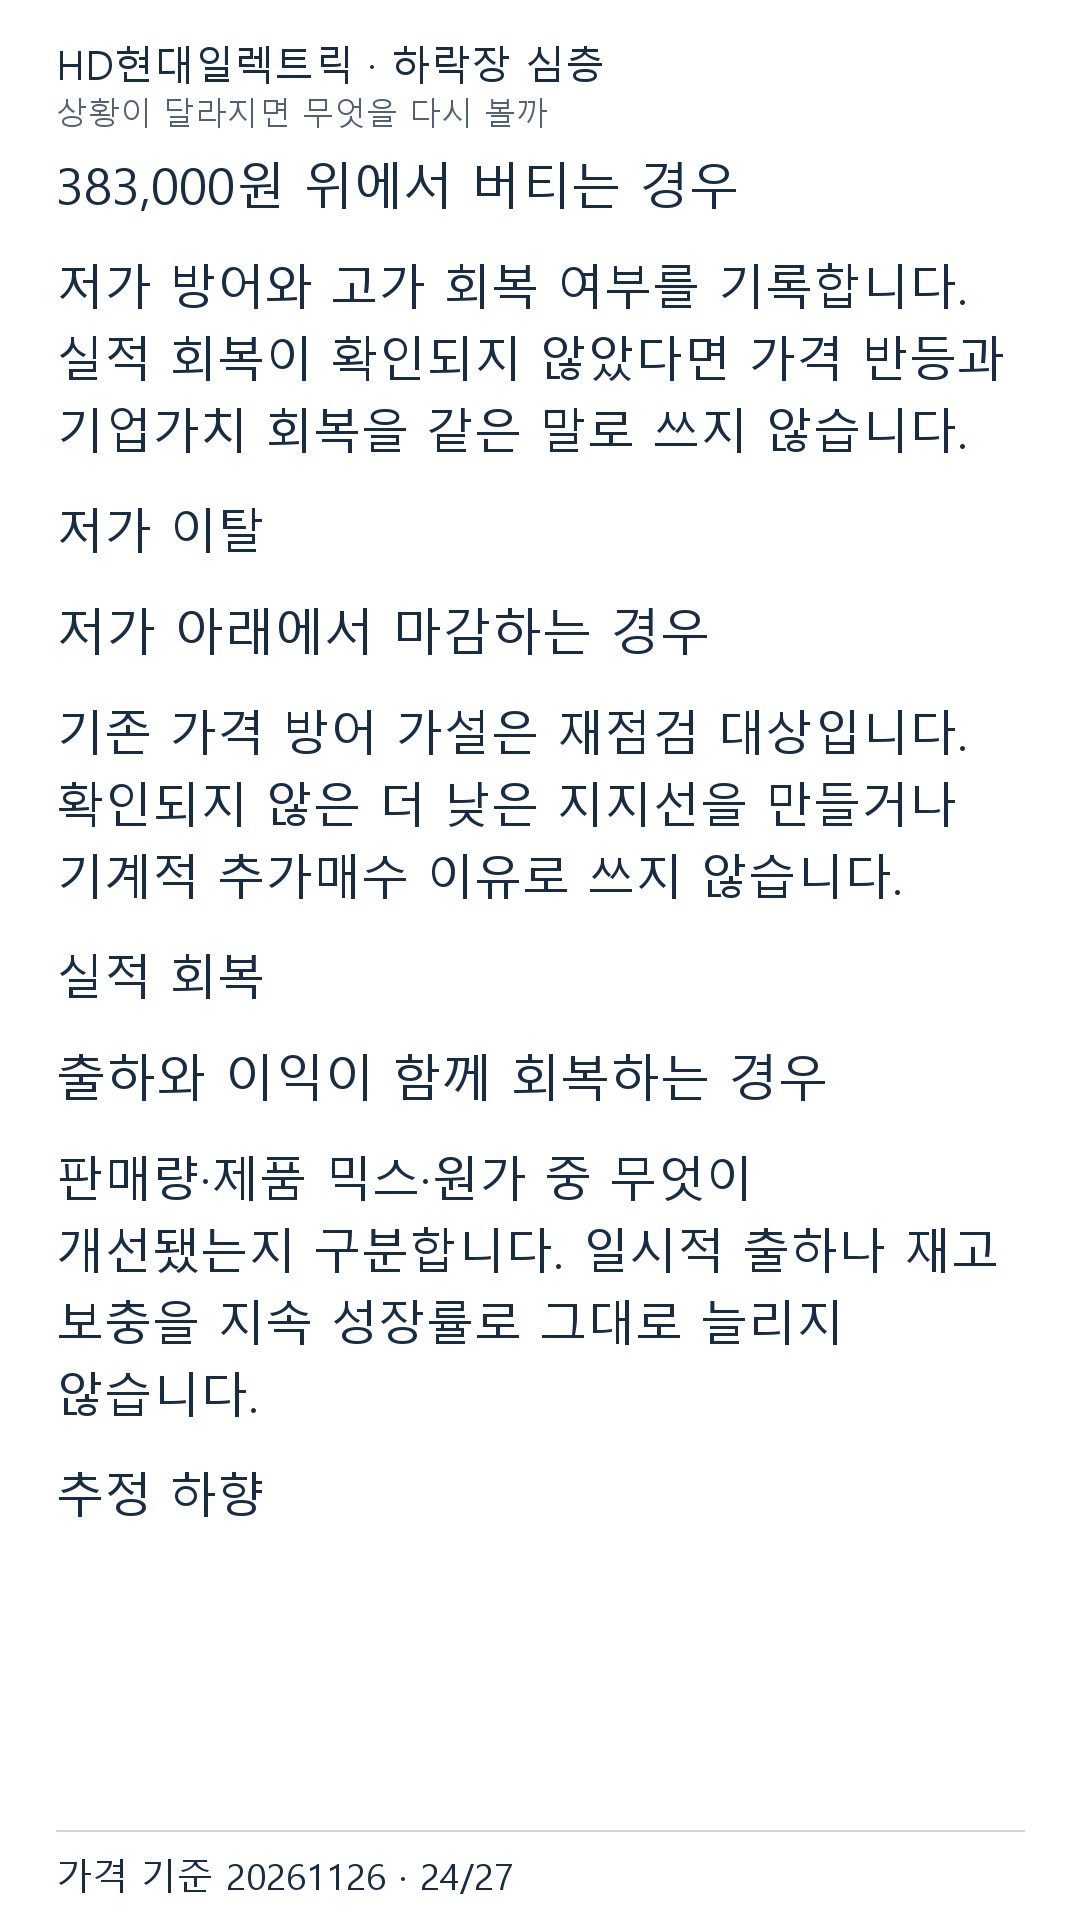 HD현대일렉트릭 · 하락장 심층
상황이 달라지면 무엇을 다시 볼까
383,000원 위에서 버티는 경우
저가 방어와 고가 회복 여부를 기록합니다.
실적 회복이 확인되지 않았다면 가격 반등과
기업가치 회복을 같은 말로 쓰지 않습니다.
저가 이탈
저가 아래에서 마감하는 경우
기존 가격 방어 가설은 재점검 대상입니다.
확인되지 않은 더 낮은 지지선을 만들거나
기계적 추가매수 이유로 쓰지 않습니다.
실적 회복
출하와 이익이 함께 회복하는 경우
판매량·제품 믹스·원가 중 무엇이
개선됐는지 구분합니다. 일시적 출하나 재고
보충을 지속 성장률로 그대로 늘리지
않습니다.
추정 하향
가격 기준 20261126 · 24/27